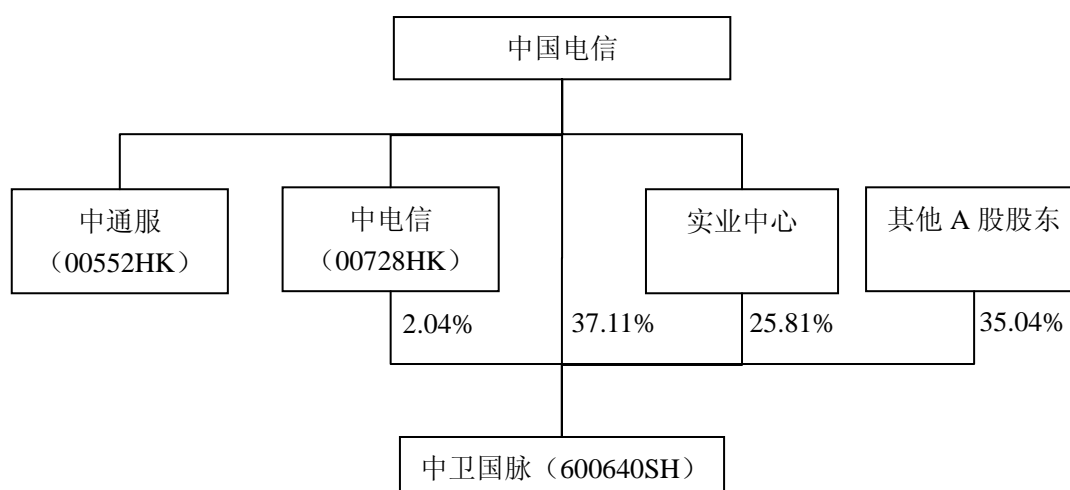 中国电信
中通服
（00552HK）
中电信
（00728HK）
实业中心
其他 A 股股东
2.04%
37.11%
25.81%
35.04%
中卫国脉（600640SH）